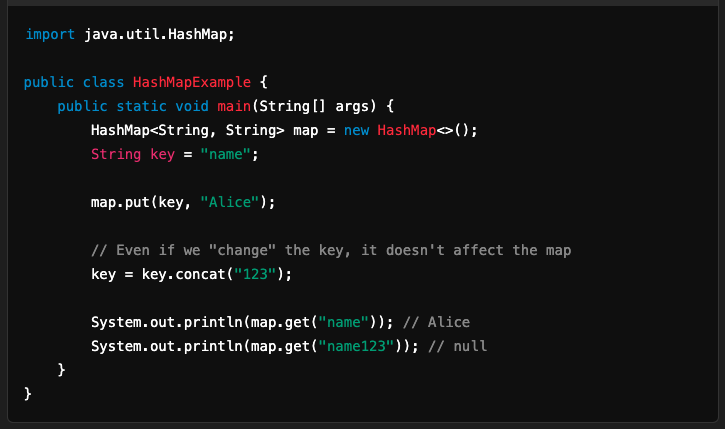 import java.util.HashMap;
public class HashMapExample {
    public static void main(String[] args) {
        HashMap<String, String> map = new HashMap<>();
        String key = "name";
        map.put(key, "Alice");
        // Even if we "change" the key, it doesn't affect the map
        key = key.concat("123");
        System.out.println(map.get("name")); // Alice
        System.out.println(map.get("name123")); // null
    }
}